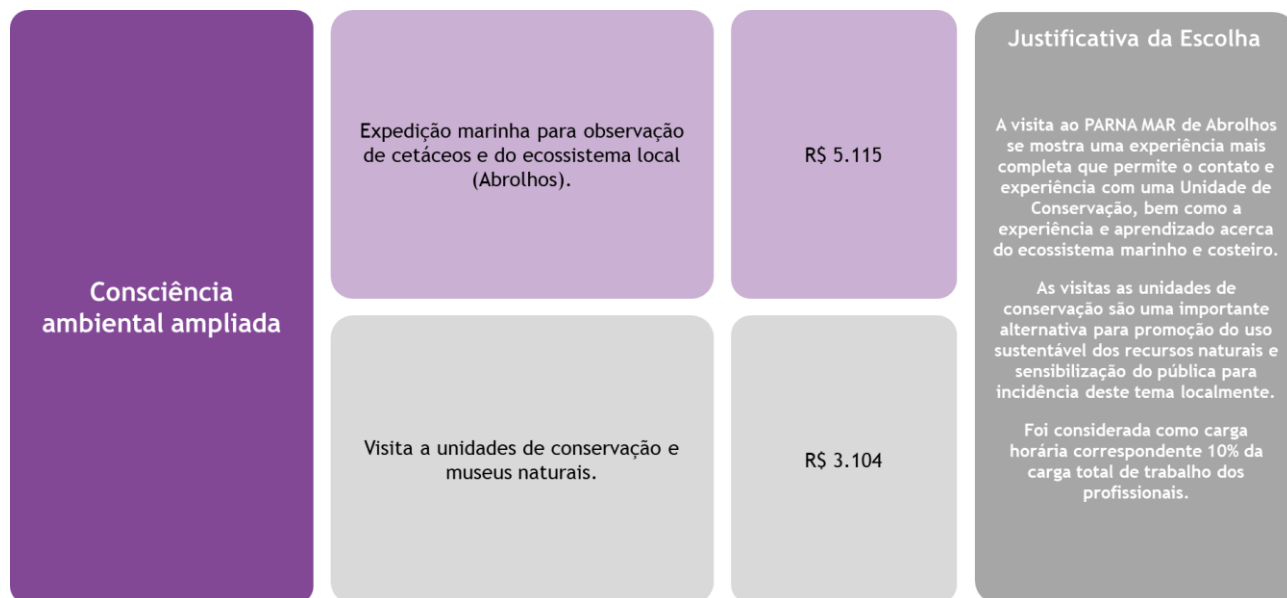 Consciência
ambiental ampliada
Expedição marinha para observação
de cetáceos e do ecossistema local
(Abrolhos).
R$ 5.115
Visita a unidades de conservação e
museus naturais.
R$ 3.104
Justificativa da Escolha
A visita ao PARNA MAR de Abrolhos
se mostra uma experiência mais
completa que permite o contato e
experiência com uma Unidade de
Conservação, bem como a
experiência e aprendizado acerca
do ecossistema marinho e costeiro.
As visitas as unidades de
conservação são uma importante
alternativa para promoção do uso
sustentável dos recursos naturais e
sensibilização do pública para
incidência deste tema localmente.
Foi considerada como carga
horária correspondente 10% da
carga total de trabalho dos
profissionais.